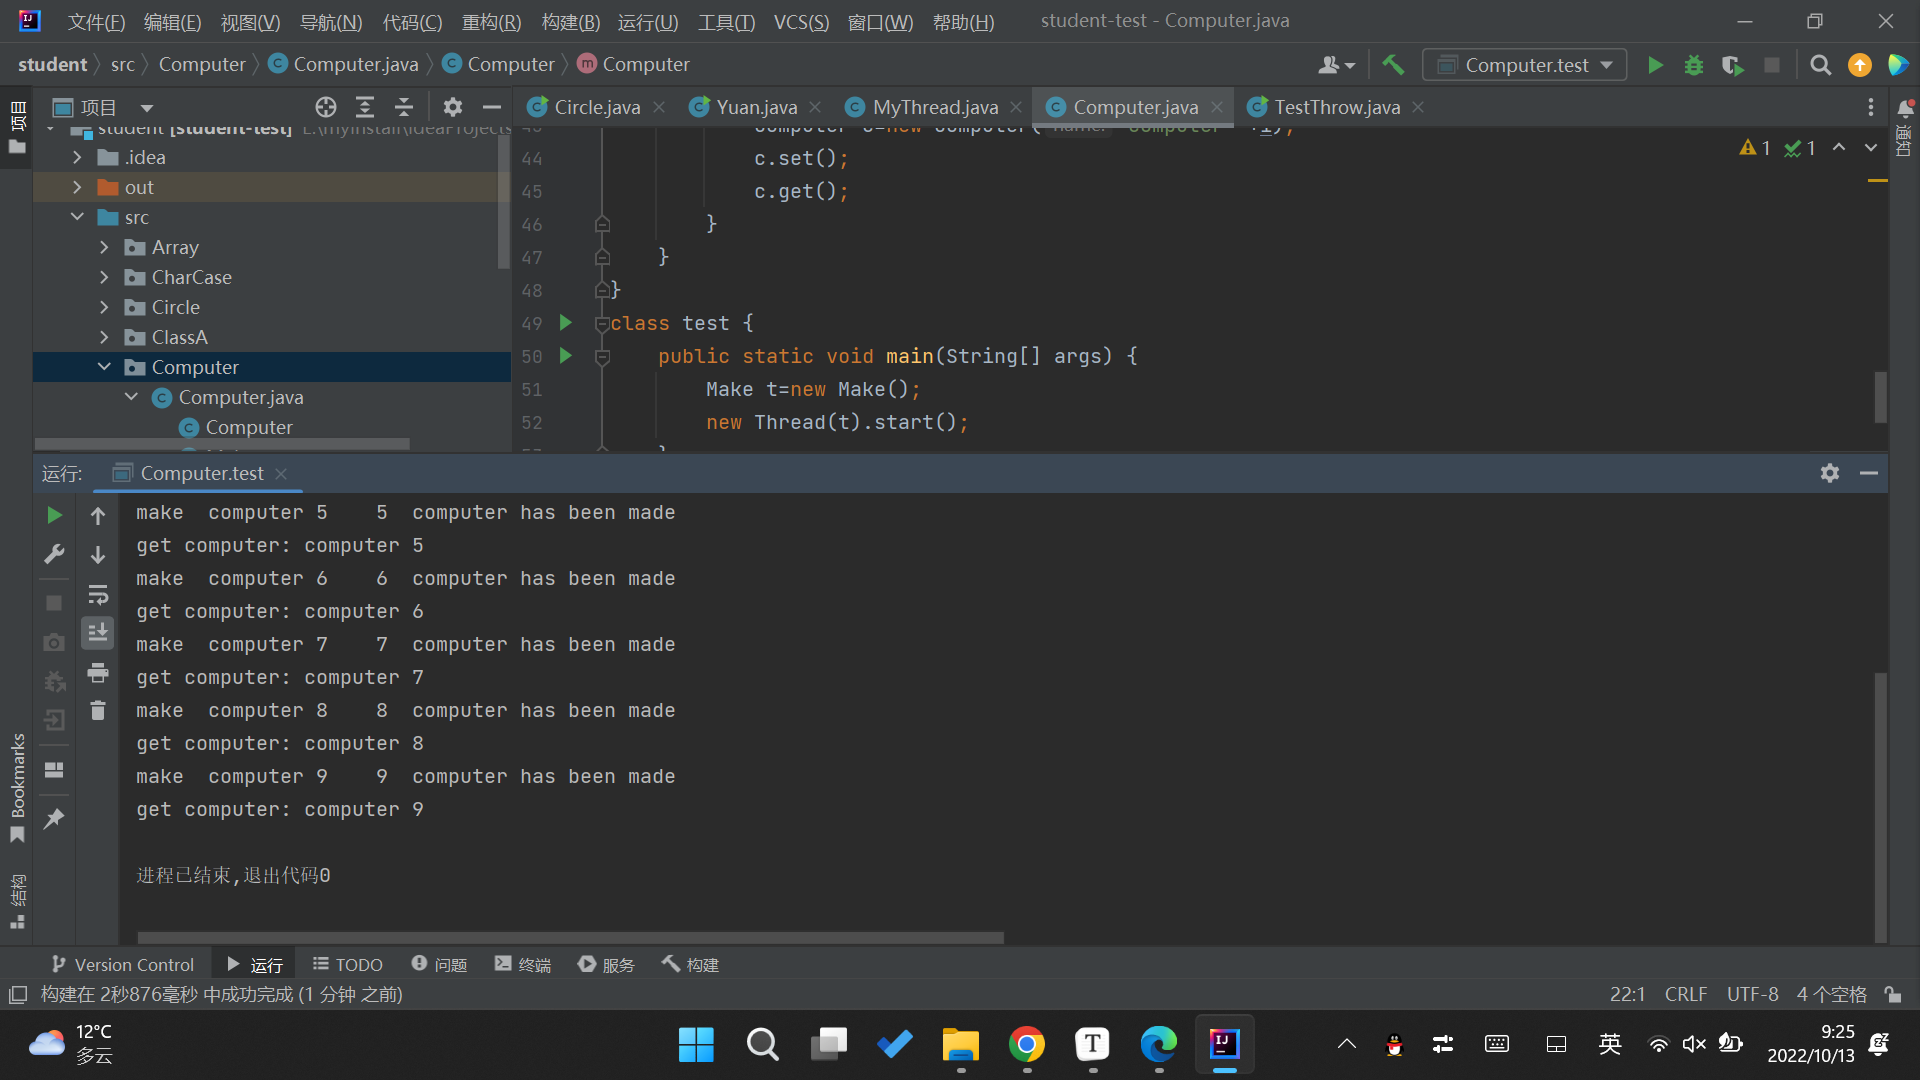 文件(F) 编辑(E) 视图(V) 导航(N) 代码(C) 重构(R) 构建(B) 运行(U) 工具(T) VCS(S) 窗口(W) 帮助(H) student-test - Computer.java
student src Computer Computer.java Computer Computer
Computer.test
项目
项目
Circle.java Yuan.java MyThread.java Computer.java TestThrow.java
通知
student [student-test] E:\myinstall\IdeaProjects
.idea
out
src
Array
CharCase
Circle
ClassA
Computer
Computer.java
Computer
1 1
44 c.set();
45 c.get();
46 }
47 }
48 }
49 class test {
50 public static void main(String[] args) {
51 Make t=new Make();
52 new Thread(t).start();
运行: Computer.test
make  computer 5    5  computer has been made
get computer: computer 5
make  computer 6    6  computer has been made
get computer: computer 6
make  computer 7    7  computer has been made
get computer: computer 7
make  computer 8    8  computer has been made
get computer: computer 8
make  computer 9    9  computer has been made
get computer: computer 9
进程已结束,退出代码0
Bookmarks
结构
Version Control 运行 TODO 问题 终端 服务 构建
构建在 2秒876毫秒 中成功完成 (1 分钟 之前) 22:1 CRLF UTF-8 4 个空格
12°C
多云
英
9:25
2022/10/13